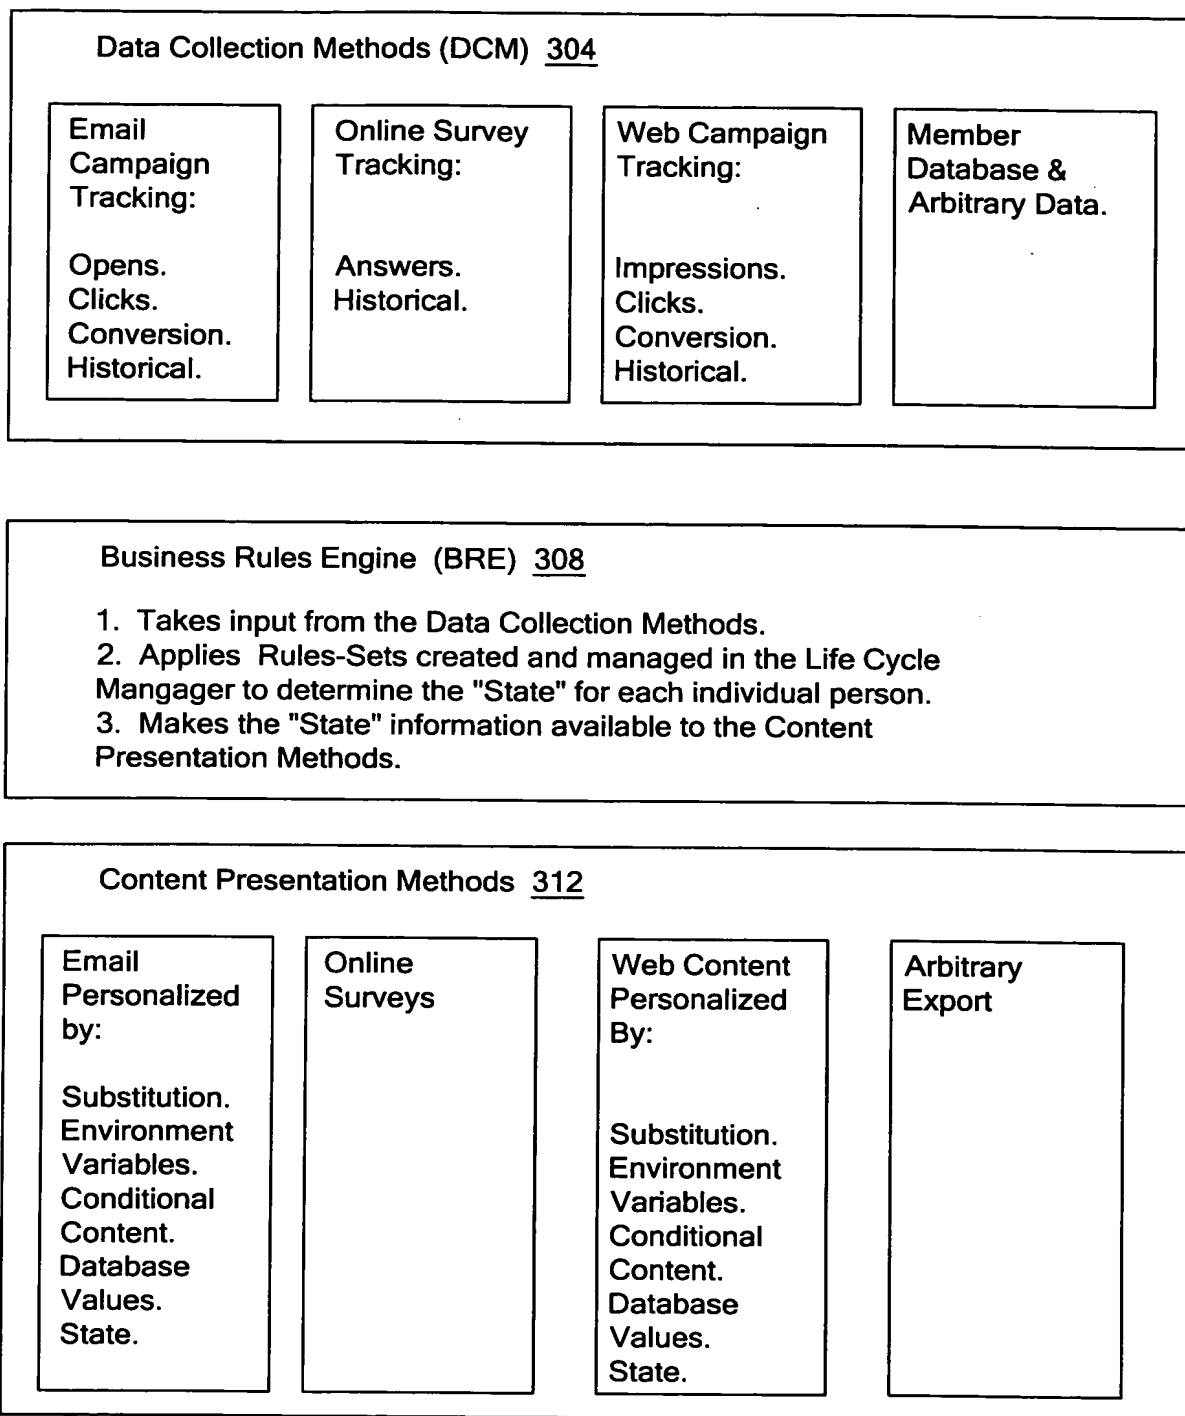 Data Collection Methods (DCM) 304
Email
Campaign
Tracking:
Opens.
Clicks.
Conversion.
Historical.
Online Survey
Tracking:
Answers.
Historical.
Web Campaign
Tracking:
Impressions.
Clicks.
Conversion.
Historical.
Member
Database &
Arbitrary Data.
Business Rules Engine (BRE) 308
1. Takes input from the Data Collection Methods.
2. Applies Rules-Sets created and managed in the Life Cycle
Mangager to determine the "State" for each individual person.
3. Makes the "State" information available to the Content
Presentation Methods.
Content Presentation Methods 312
Email
Personalized
by:
Substitution.
Environment
Variables.
Conditional
Content.
Database
Values.
State.
Online
Surveys
Web Content
Personalized
By:
Substitution.
Environment
Variables.
Conditional
Content.
Database
Values.
State.
Arbitrary
Export